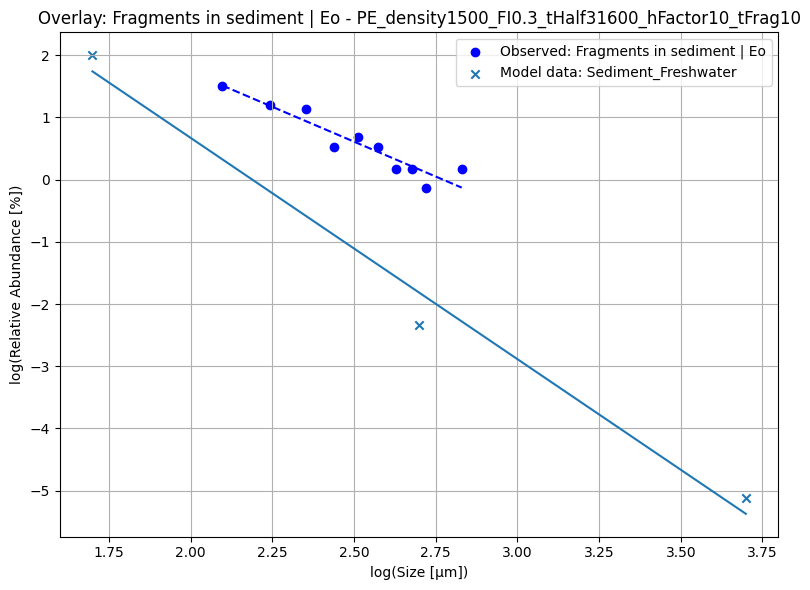 Overlay: Fragments in sediment | Eo - PE_density1500_FI0.3_tHalf31600_hFactor10_tFrag10
Observed: Fragments in sediment | Eo
Model data: Sediment_Freshwater
log(Relative Abundance [%])
2
1
0
−1
−2
−3
−4
−5
1.75 2.00 2.25 2.50 2.75 3.00 3.25 3.50 3.75
log(Size [μm])